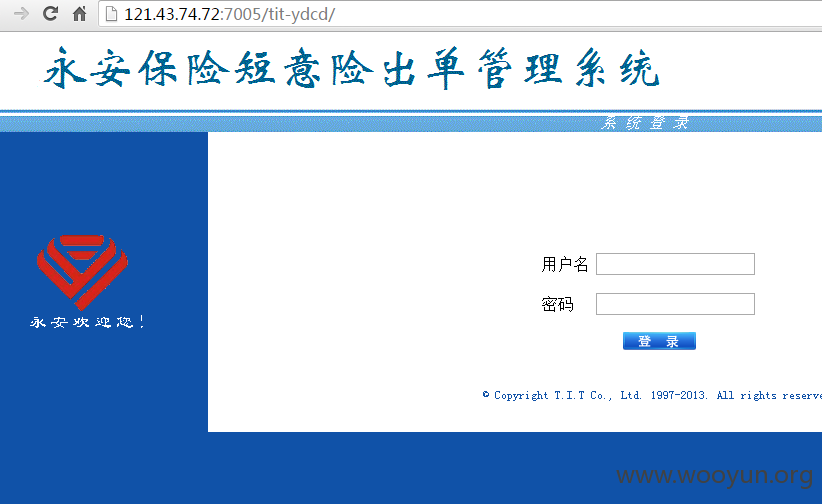 121.43.74.72:7005/tit-ydcd/
永安保险短意险出单管理系统
系统登录
用户名
密码
登 录
永安欢迎您!
© Copyright T.I.T Co., Ltd. 1997-2013. All rights reserve
www.wooyun.org